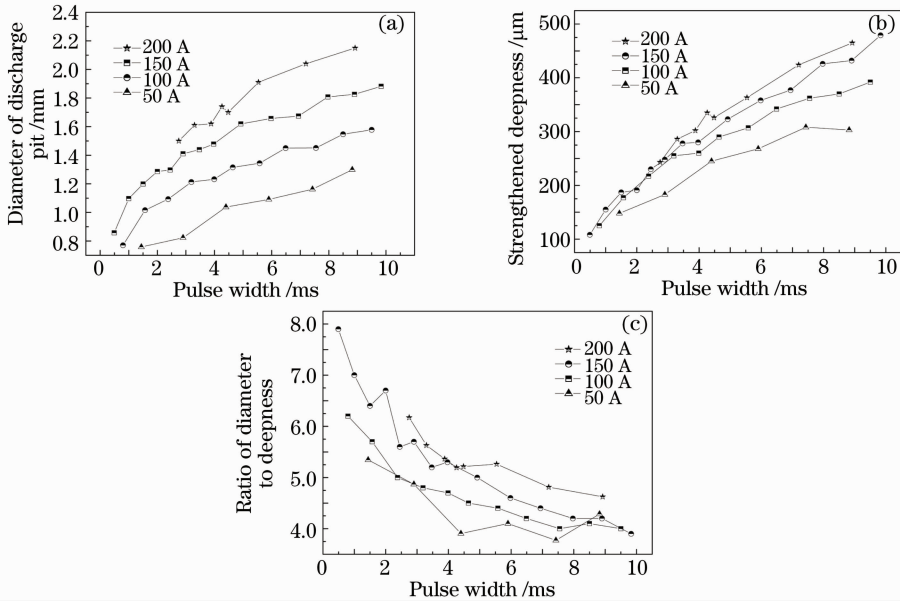 (a)
2.4
2.2
2.0
1.8
1.6
1.4
1.2
1.0
0.8
Diameter of discharge
pit /mm
200 A
150 A
100 A
50 A
0 2 4 6 8 10
Pulse width /ms
(b)
500
400
300
200
100
Strengthened deepness /μm
200 A
150 A
100 A
50 A
0 2 4 6 8 10
Pulse width /ms
(c)
8.0
7.0
6.0
5.0
4.0
Ratio of diameter
to deepness
200 A
150 A
100 A
50 A
0 2 4 6 8 10
Pulse width /ms